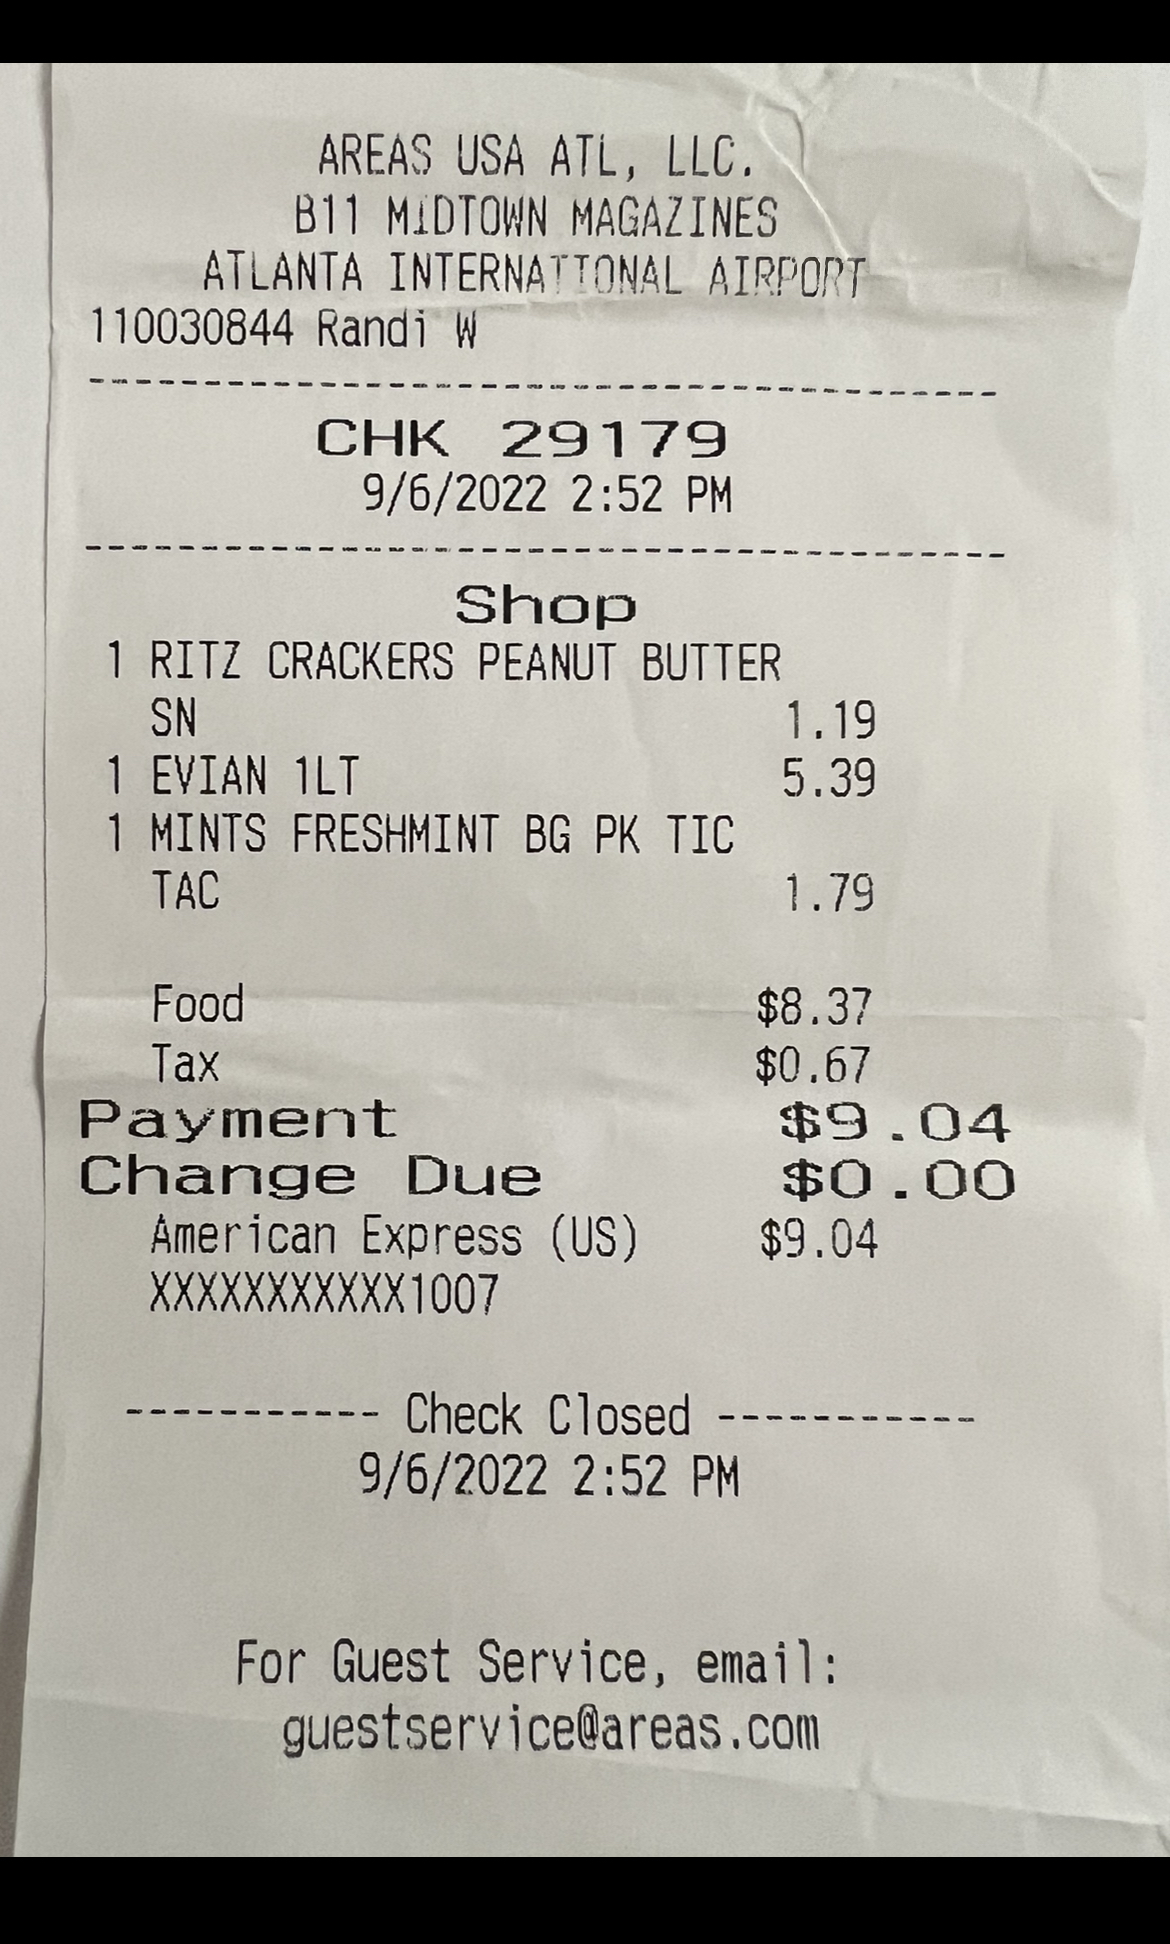 AREAS USA ATL, LLC.
B11 MIDTOWN MAGAZINES
ATLANTA INTERNATIONAL AIRPORT
110030844 Randi W
---------------------------------------
CHK 29179
9/6/2022 2:52 PM
---------------------------------------
Shop
1 RITZ CRACKERS PEANUT BUTTER
SN 1.19
1 EVIAN 1LT 5.39
1 MINTS FRESHMINT BG PK TIC
TAC 1.79
Food $8.37
Tax $0.67
Payment $9.04
Change Due $0.00
American Express (US) $9.04
XXXXXXXXXXX1007
----------- Check Closed -----------
9/6/2022 2:52 PM
For Guest Service, email:
guestservice@areas.com